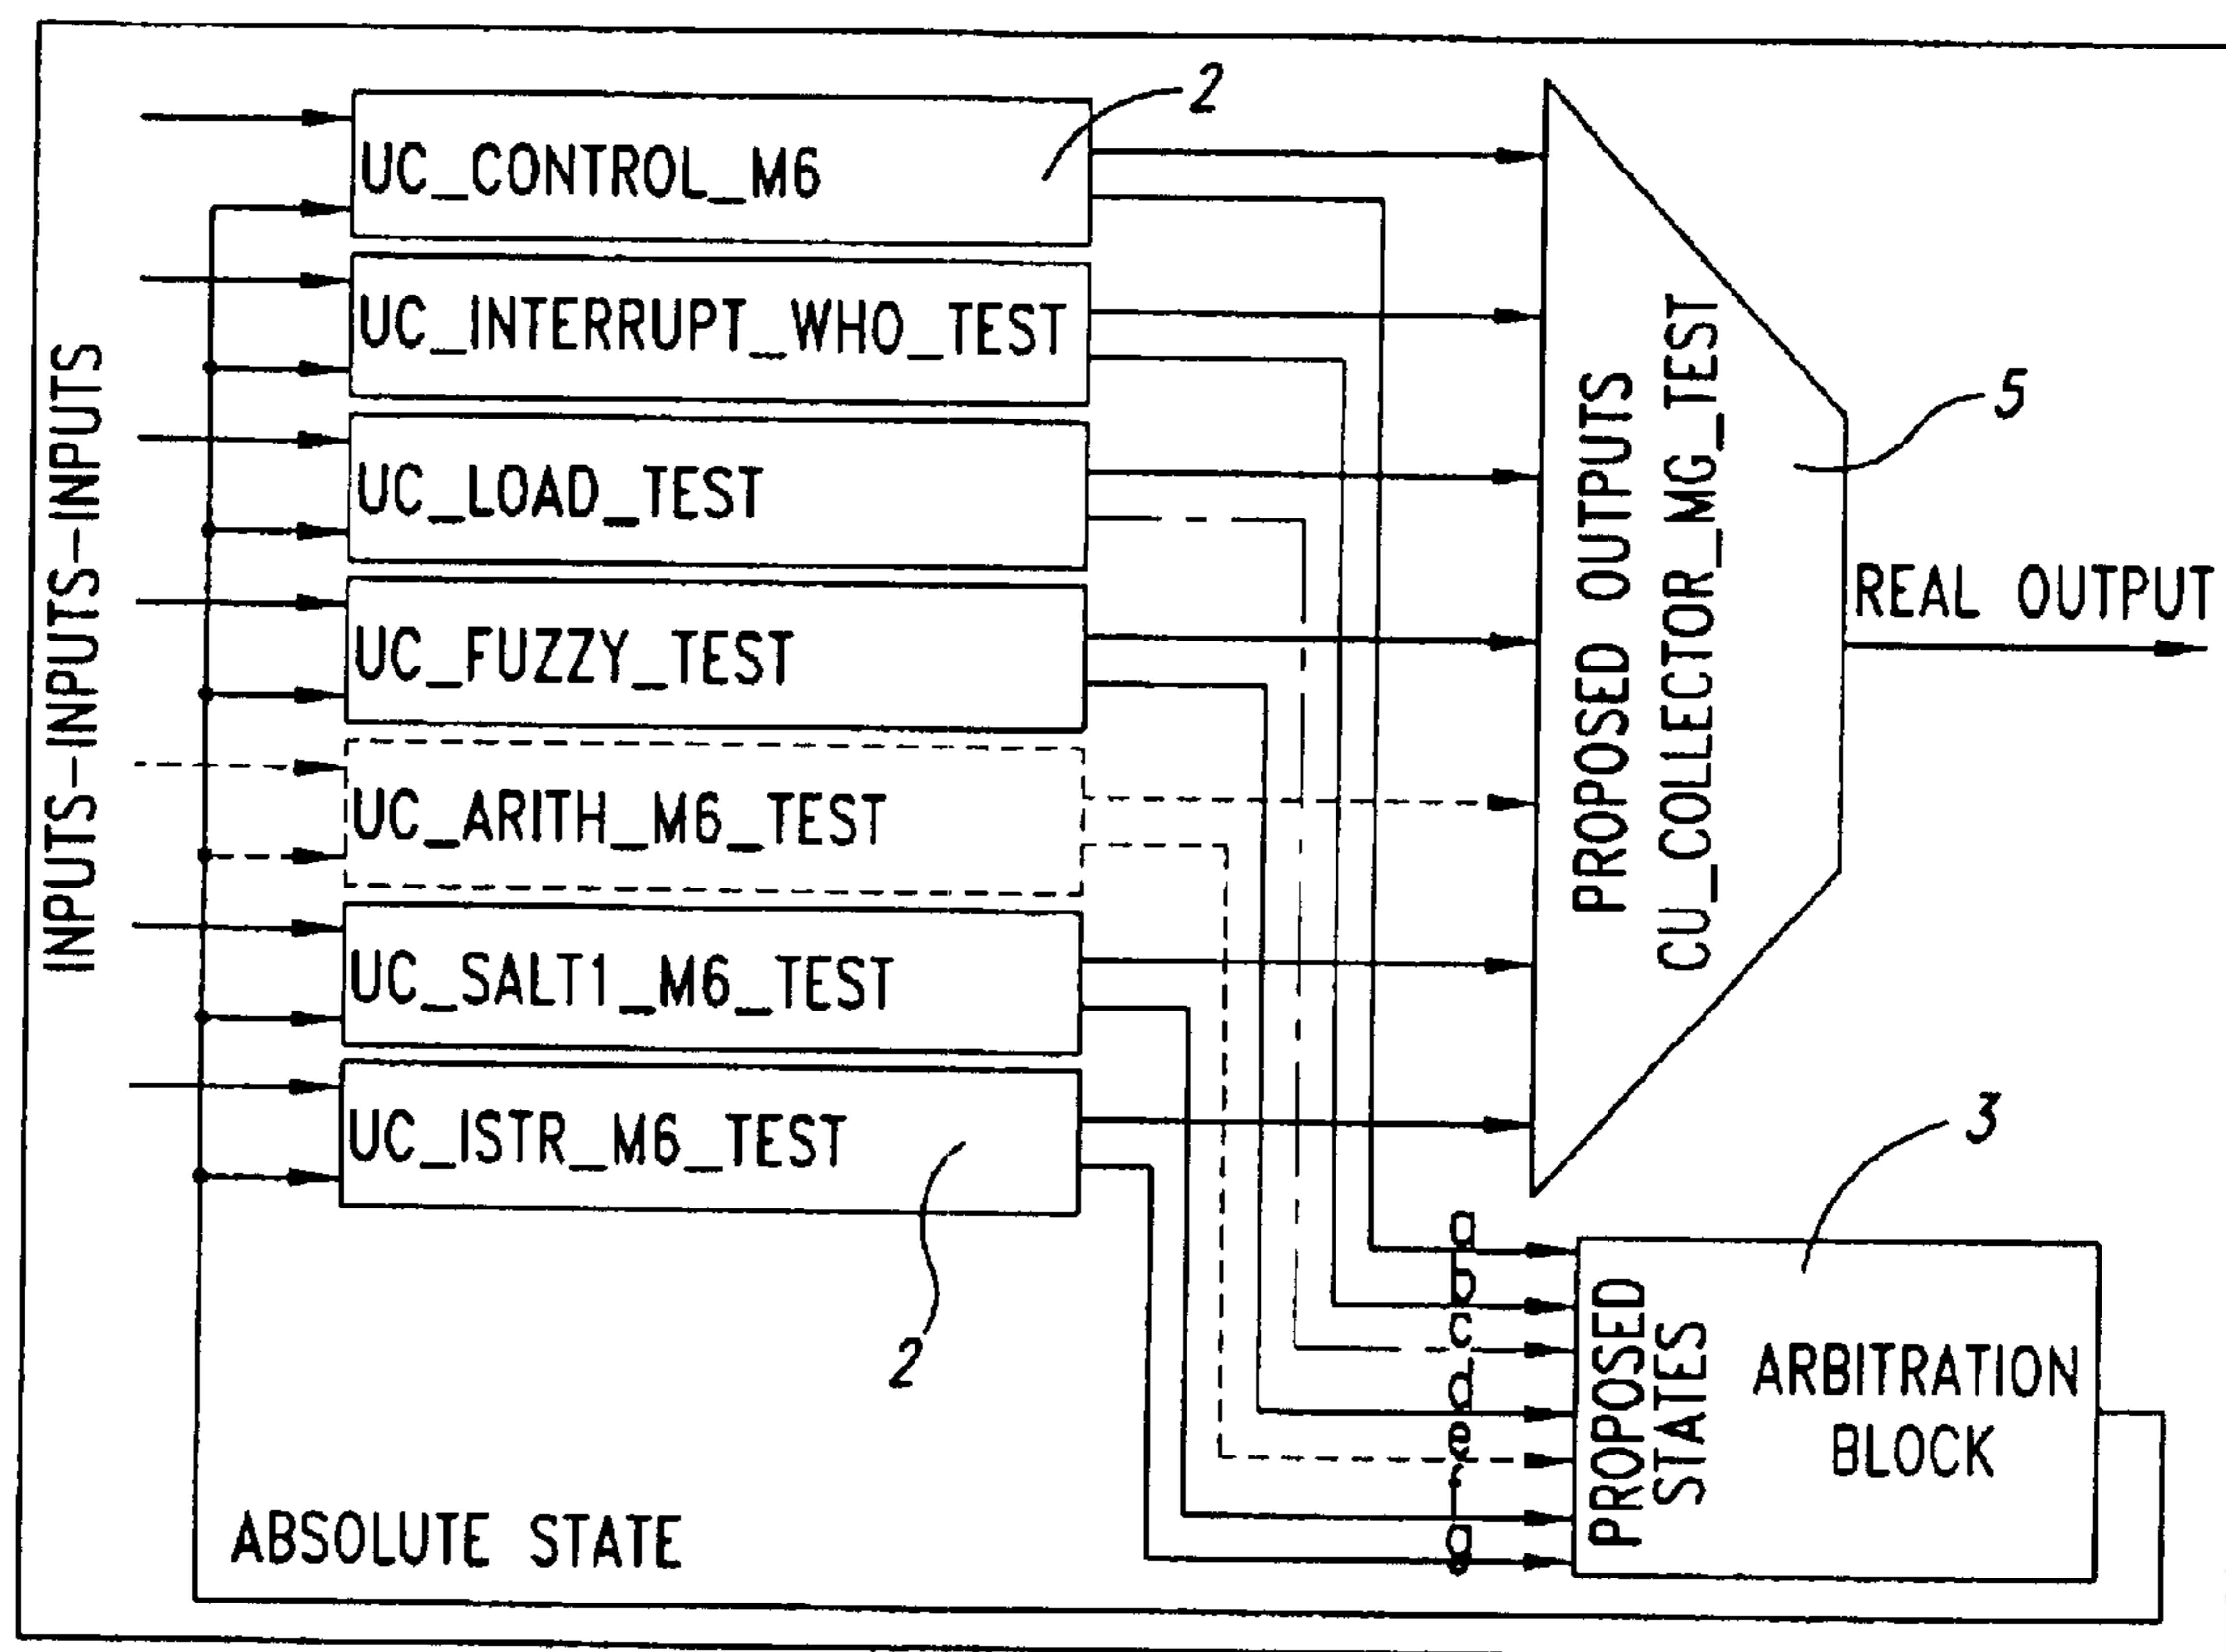 INPUTS-INPUTS-INPUTS
UC_CONTROL_M6
2
UC_INTERRUPT_WHO_TEST
UC_LOAD_TEST
UC_FUZZY_TEST
UC_ARITH_M6_TEST
UC_SALT1_M6_TEST
UC_ISTR_M6_TEST
2
PROPOSED OUTPUTS
CU_COLLECTOR_MG_TEST
5
REAL OUTPUT
3
a
b
c
d
e
f
g
PROPOSED
STATES
ARBITRATION
BLOCK
ABSOLUTE STATE